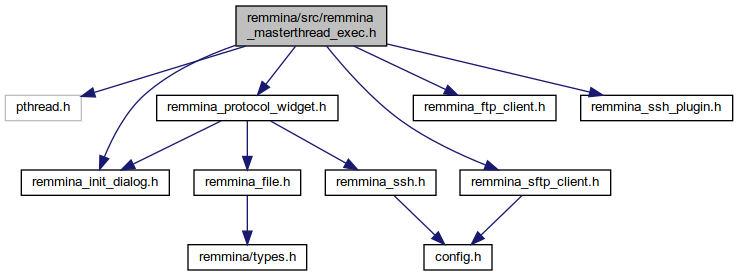 remmina/src/remmina
_masterthread_exec.h
pthread.h
remmina_protocol_widget.h
remmina_ftp_client.h
remmina_ssh_plugin.h
remmina_init_dialog.h
remmina_file.h
remmina_ssh.h
remmina_sftp_client.h
remmina/types.h
config.h